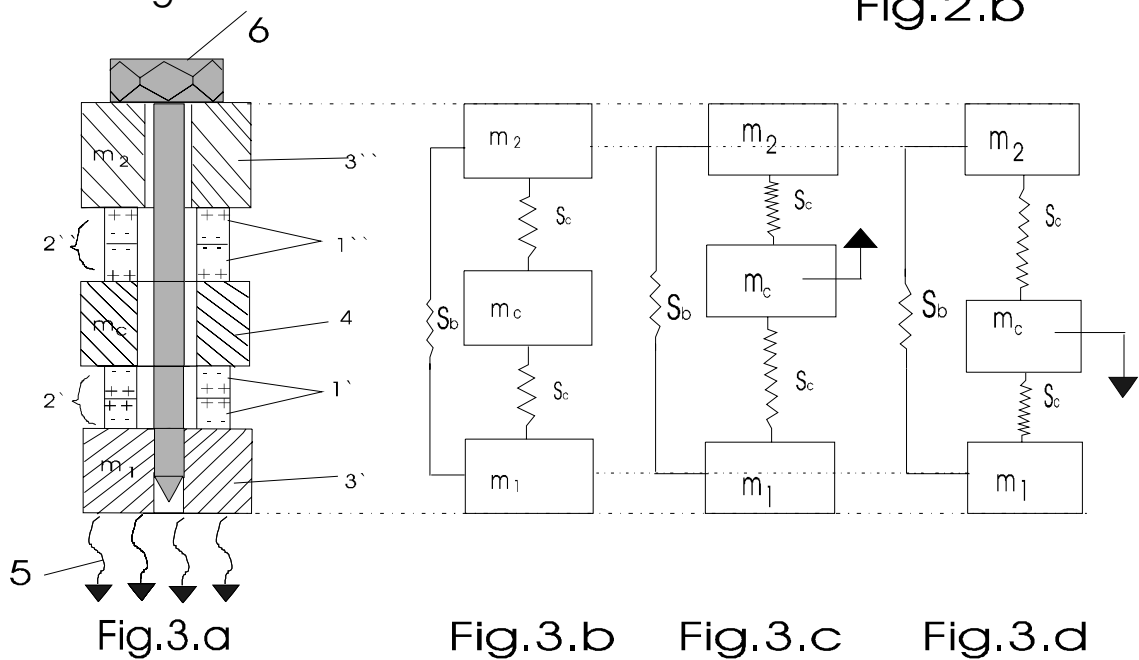 Fig.2.b
6
m2
3``
+ + + +
- - - -
2``
1``
- - - -
++ ++
mc
4
- - - -
++ ++
2`
1`
++ ++
- - - -
m1
3`
5
Fig.3.a
m2
Sc
Sb
mc
Sc
m1
Fig.3.b
m2
Sc
mc
Sb
Sc
m1
Fig.3.c
m2
Sc
Sb
mc
Sc
m1
Fig.3.d